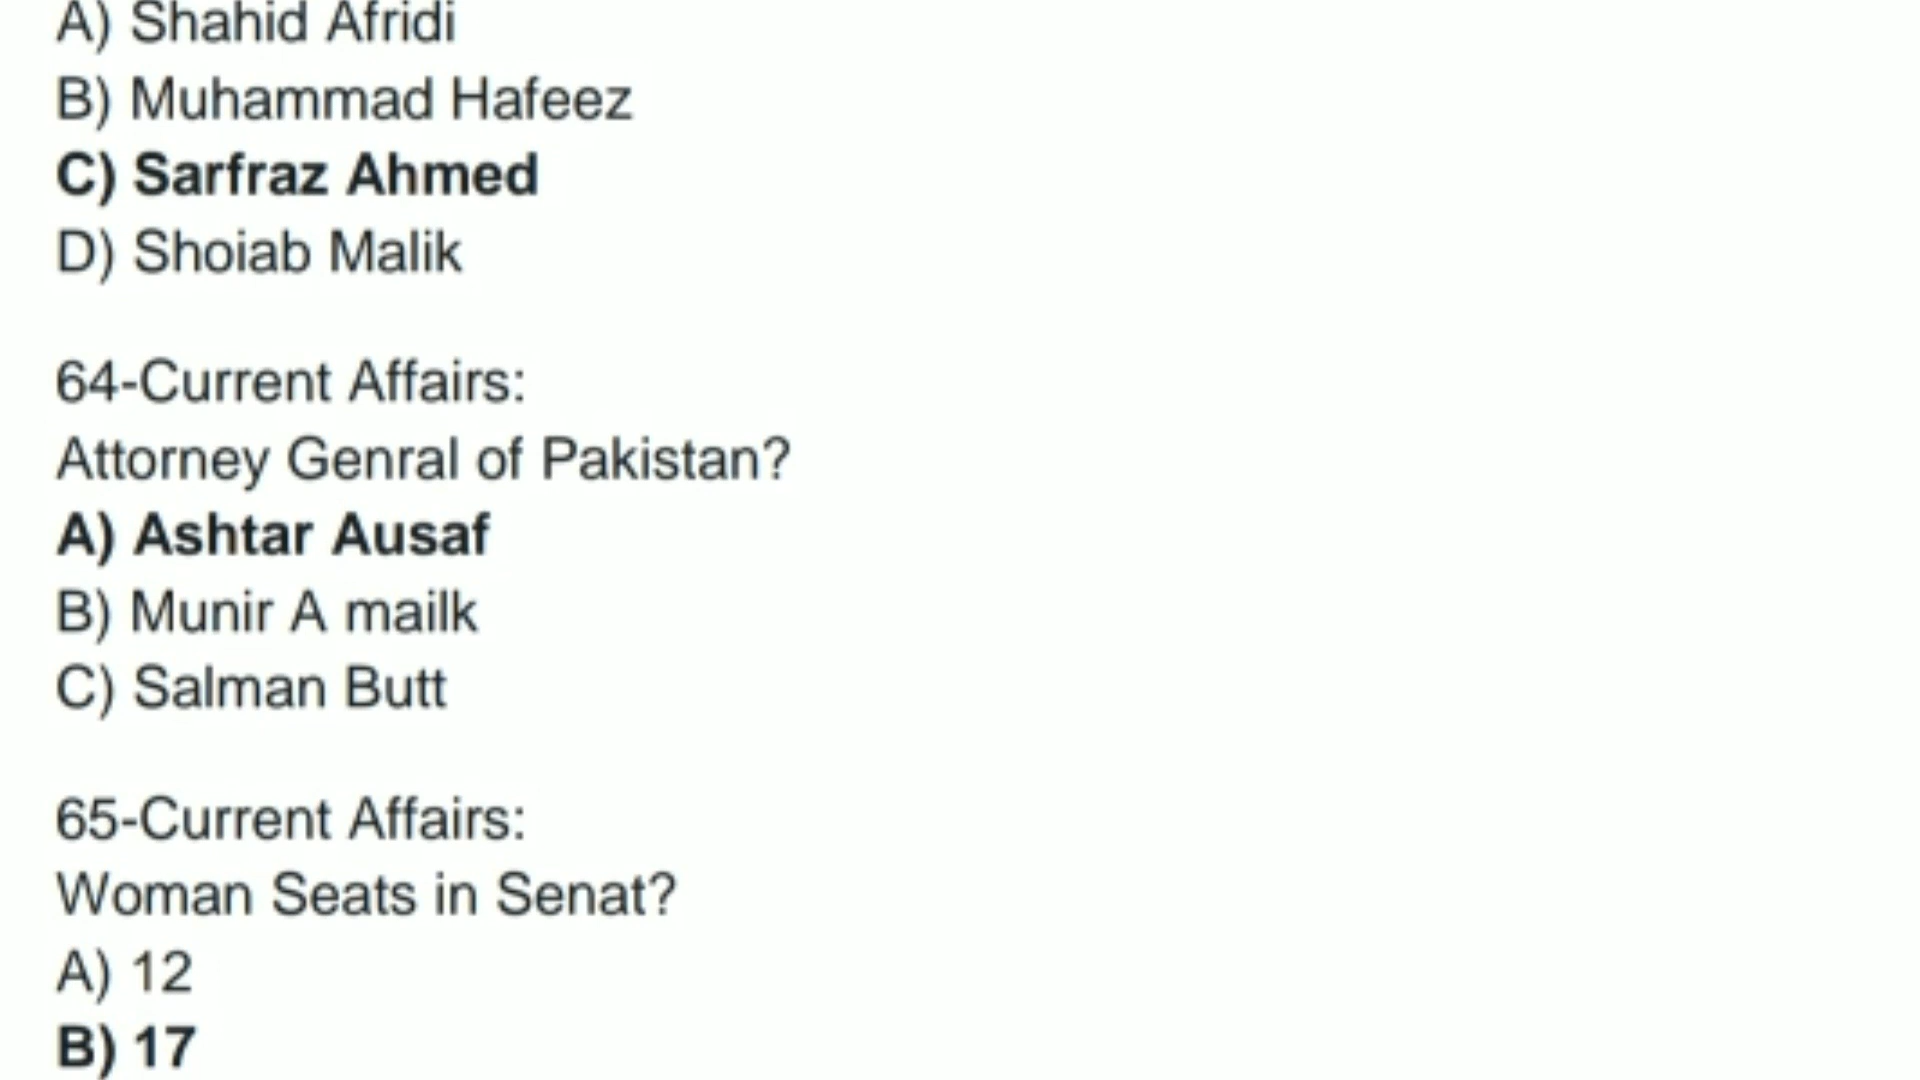 A) Shahid Afridi
B) Muhammad Hafeez
C) Sarfraz Ahmed
D) Shoiab Malik
64-Current Affairs:
Attorney Genral of Pakistan?
A) Ashtar Ausaf
B) Munir A mailk
C) Salman Butt
65-Current Affairs:
Woman Seats in Senat?
A) 12
B) 17